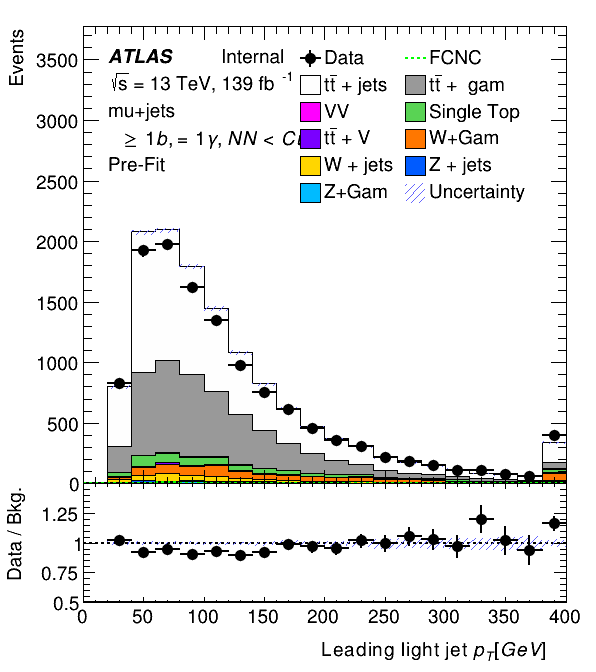 Events
3500
3000
2500
2000
1500
1000
500
0
ATLAS Internal
√s = 13 TeV, 139 fb⁻¹
mu+jets
≥ 1b, = 1γ, NN < C
Pre-Fit
Data FCNC
tt̄ + jets tt̄ + gam
VV Single Top
tt̄ + V W+Gam
W + jets Z + jets
Z+Gam Uncertainty
Data / Bkg.
1.25
1
0.75
0.5
0 50 100 150 200 250 300 350 400
Leading light jet p_T[GeV]